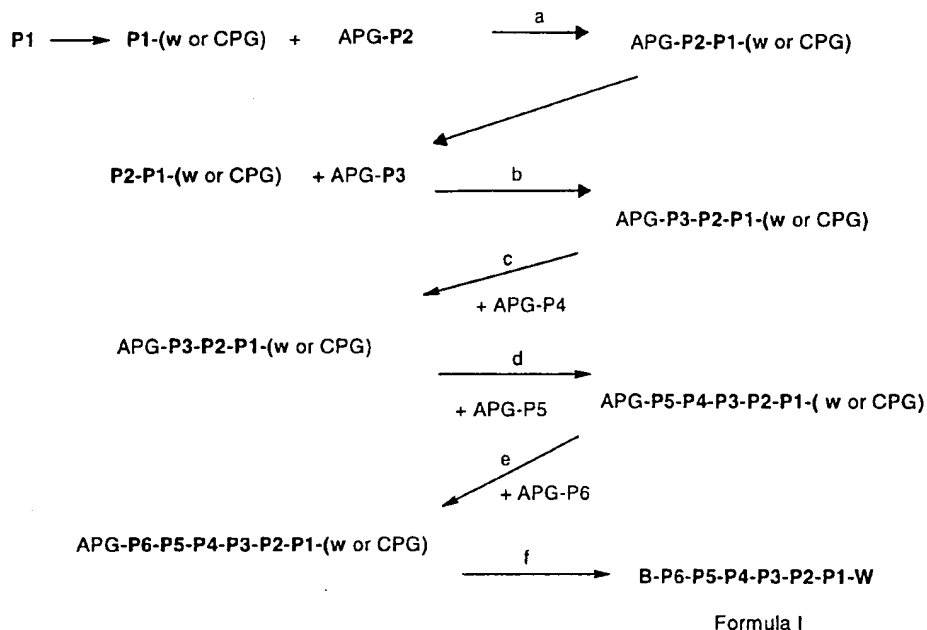 P1 P1-(w or CPG) + APG-P2 a APG-P2-P1-(w or CPG)
P2-P1-(w or CPG) + APG-P3 b
APG-P3-P2-P1-(w or CPG)
c
+ APG-P4
APG-P3-P2-P1-(w or CPG)
d
+ APG-P5 APG-P5-P4-P3-P2-P1-( w or CPG)
e
+ APG-P6
APG-P6-P5-P4-P3-P2-P1-(w or CPG)
f
B-P6-P5-P4-P3-P2-P1-W
Formula I